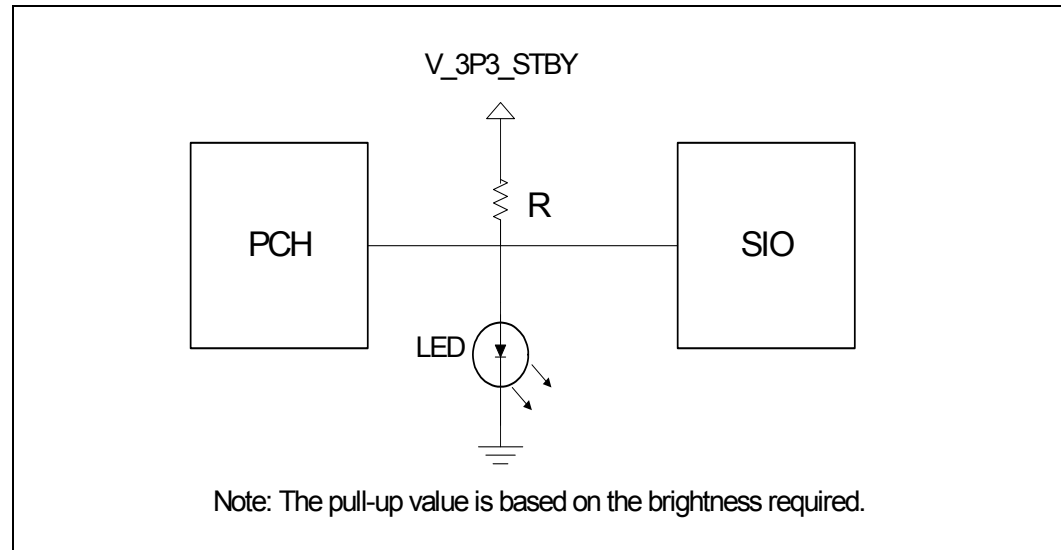 V_3P3_STBY
R
PCH
SIO
LED
Note: The pull-up value is based on the brightness required.